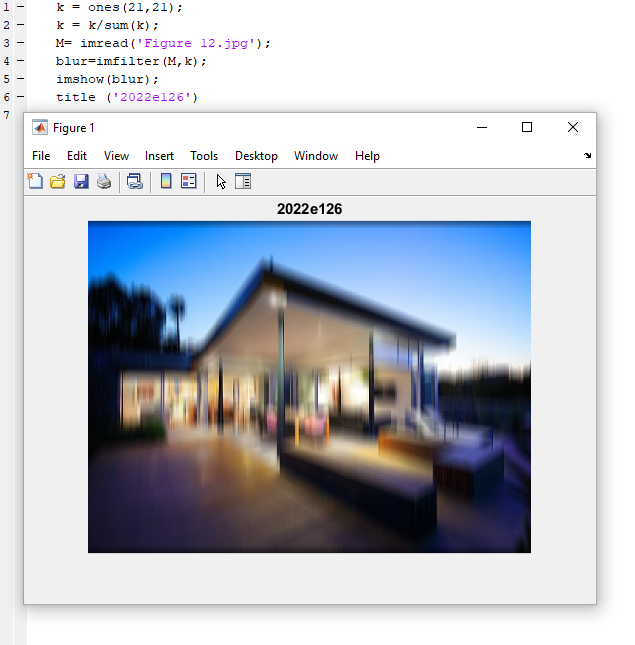 1 – k = ones(21,21);
2 – k = k/sum(k);
3 – M= imread('Figure 12.jpg');
4 – blur=imfilter(M,k);
5 – imshow(blur);
6 – title ('2022e126')
7
Figure 1
File Edit View Insert Tools Desktop Window Help
2022e126